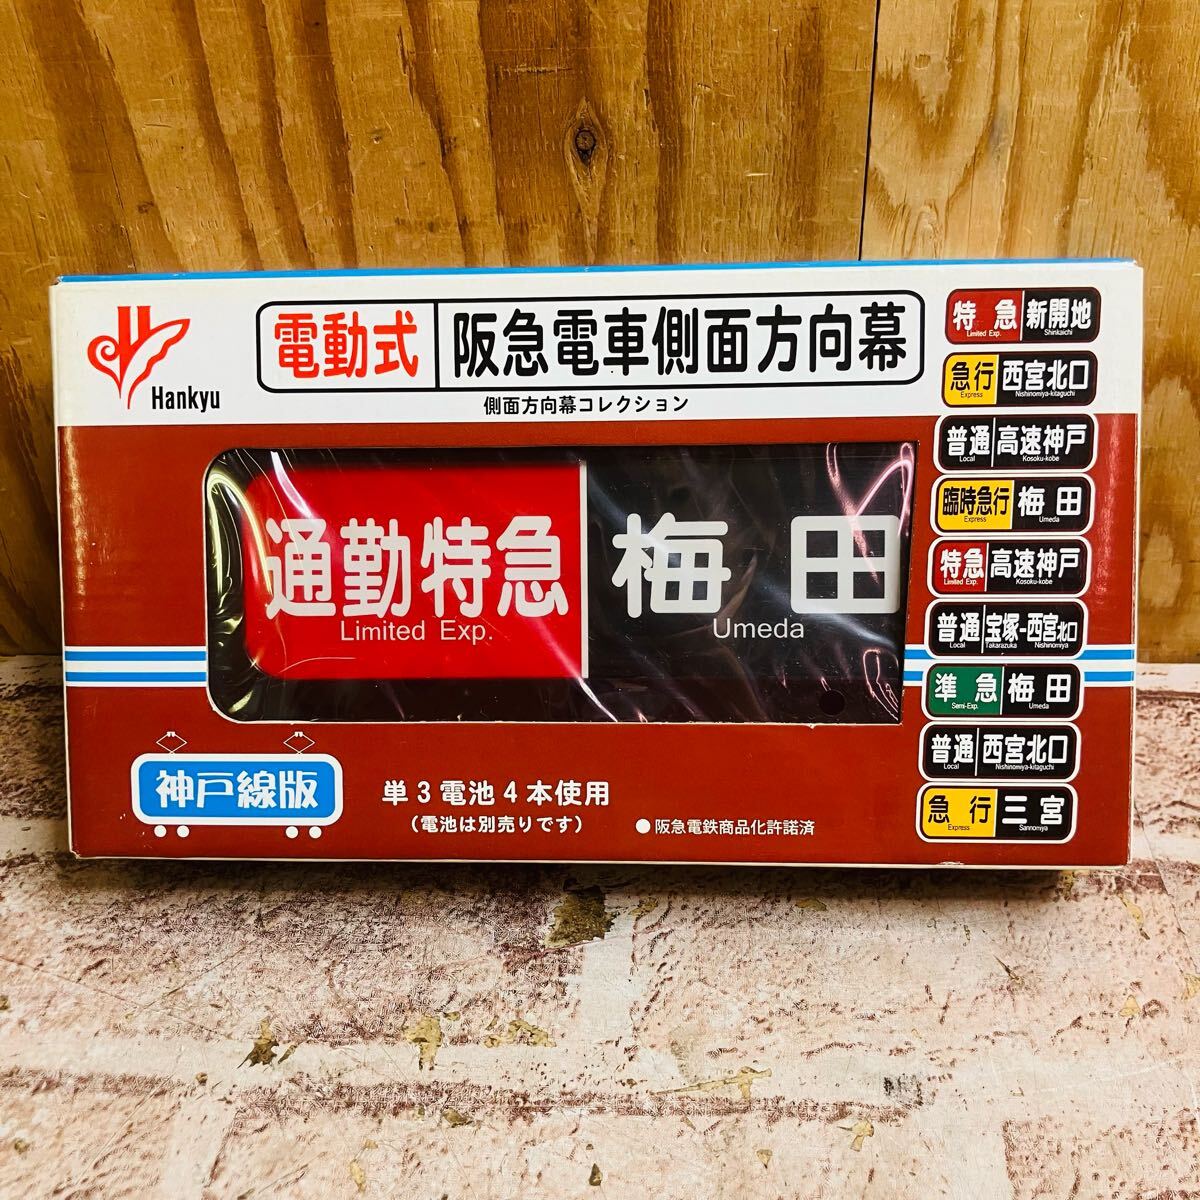 Hankyu
電動式 阪急電車側面方向幕
側面方向幕コレクション
通勤特急 梅田
Limited Exp. Umeda
神戸線版
単3電池4本使用
(電池は別売りです)
●阪急電鉄商品化許諾済
特急 新開地
Limited Exp. Shinkaichi
急行 西宮北口
Express Nishinomiya-kitaguchi
普通 高速神戸
Local Kosoku-kobe
臨時急行 梅田
Express Umeda
特急 高速神戸
Limited Exp. Kosoku-kobe
普通 宝塚-西宮北口
Local Takarazuka Nishinomiya
準急 梅田
Semi-Exp. Umeda
普通 西宮北口
Local Nishinomiya-kitaguchi
急行 三宮
Express Sannomiya